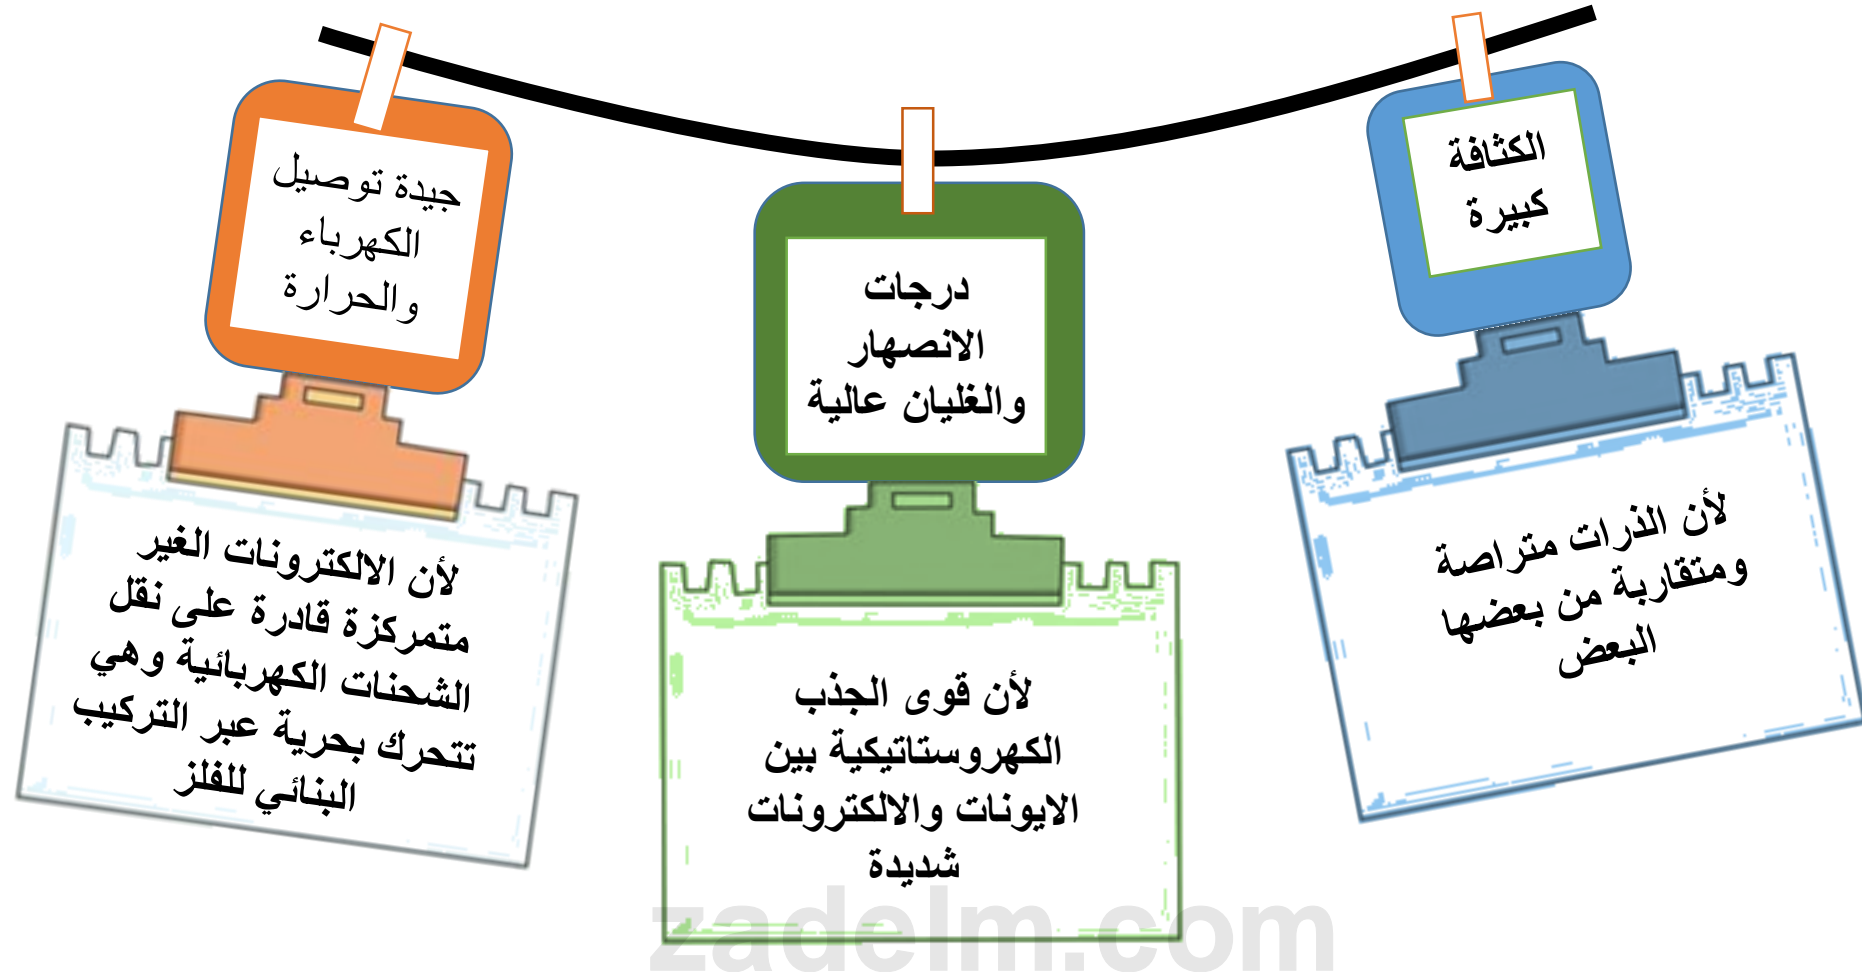 الكثافة
كبيرة
لأن الذرات متراصة
ومتقاربة من بعضها
البعض
درجات
الانصهار
والغليان عالية
لأن قوى الجذب
الكهروستاتيكية بين
الايونات والالكترونات
شديدة
جيدة توصيل
الكهرباء
والحرارة
لأن الالكترونات الغير
متمركزة قادرة على نقل
الشحنات الكهربائية وهي
تتحرك بحرية عبر التركيب
البنائي للفلز
zadelm.com